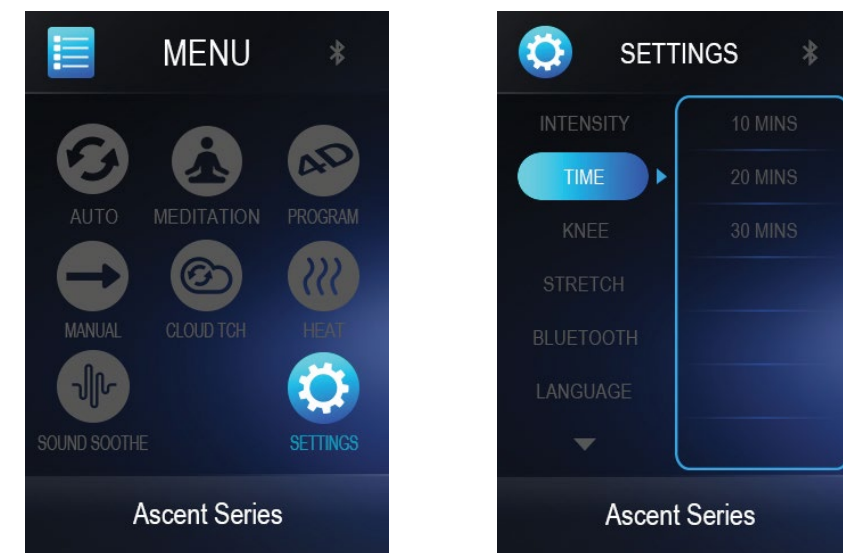 MENU
4D
AUTO MEDITATION PROGRAM
MANUAL CLOUD TCH HEAT
SOUND SOOTHE SETTINGS
Ascent Series
SETTINGS
INTENSITY 10 MINS
TIME 20 MINS
KNEE 30 MINS
STRETCH
BLUETOOTH
LANGUAGE
Ascent Series